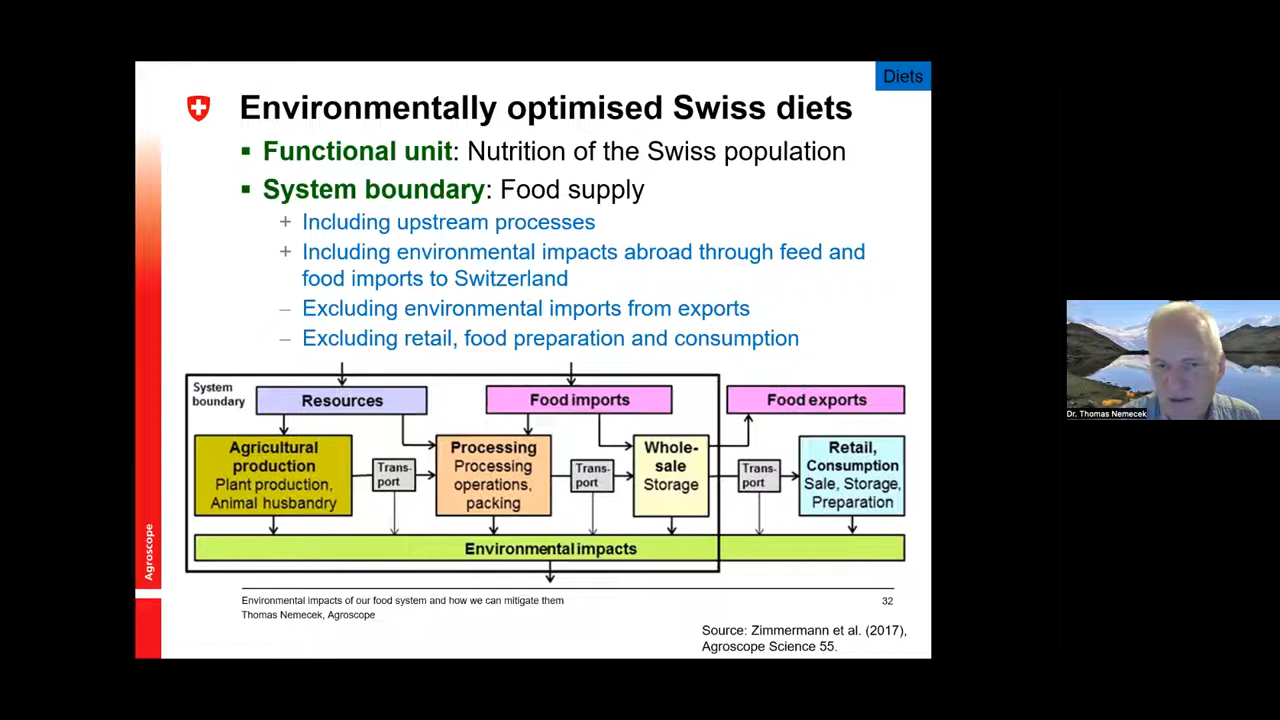 Diets
Environmentally optimised Swiss diets
▪ Functional unit: Nutrition of the Swiss population
▪ System boundary: Food supply
+ Including upstream processes
+ Including environmental impacts abroad through feed and
food imports to Switzerland
– Excluding environmental imports from exports
– Excluding retail, food preparation and consumption
System
boundary
Resources
Food imports
Food exports
Agricultural
production
Plant production,
Animal husbandry
Trans-
port
Processing
Processing
operations,
packing
Trans-
port
Whole-
sale
Storage
Trans-
port
Retail,
Consumption
Sale, Storage,
Preparation
Environmental impacts
Agroscope
Environmental impacts of our food system and how we can mitigate them
Thomas Nemecek, Agroscope
32
Source: Zimmermann et al. (2017),
Agroscope Science 55.
Dr. Thomas Nemecek